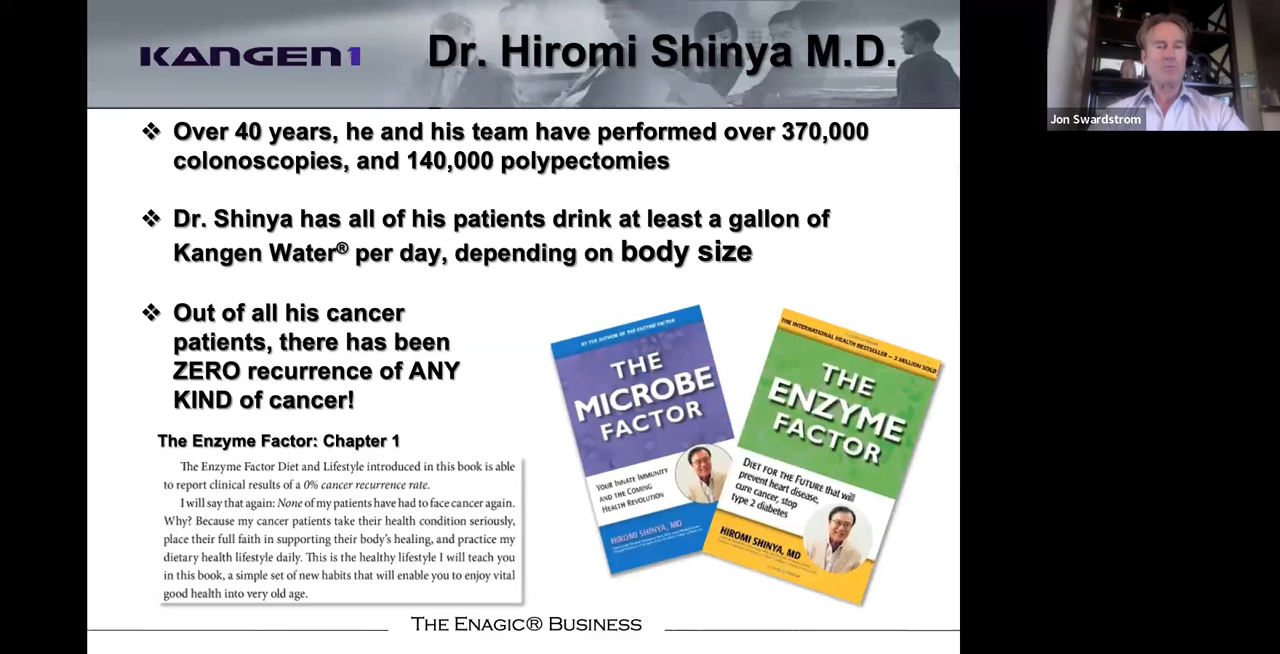 KANGEN1
Dr. Hiromi Shinya M.D.
Jon Swardstrom
❖ Over 40 years, he and his team have performed over 370,000
colonoscopies, and 140,000 polypectomies
❖ Dr. Shinya has all of his patients drink at least a gallon of
Kangen Water® per day, depending on body size
❖ Out of all his cancer
patients, there has been
ZERO recurrence of ANY
KIND of cancer!
The Enzyme Factor: Chapter 1
The Enzyme Factor Diet and Lifestyle introduced in this book is able
to report clinical results of a 0% cancer recurrence rate.
I will say that again: None of my patients have had to face cancer again.
Why? Because my cancer patients take their health condition seriously,
place their full faith in supporting their body's healing, and practice my
dietary health lifestyle daily. This is the healthy lifestyle I will teach you
in this book, a simple set of new habits that will enable you to enjoy vital
good health into very old age.
BY THE AUTHOR OF THE ENZYME FACTOR
THE
MICROBE
FACTOR
YOUR INNATE IMMUNITY
AND THE COMING
HEALTH REVOLUTION
HIROMI SHINYA, MD
THE INTERNATIONAL HEALTH BESTSELLER – 2 MILLION SOLD
THE
ENZYME
FACTOR
DIET FOR THE FUTURE that will
prevent heart disease,
cure cancer, stop
type 2 diabetes
HIROMI SHINYA, MD
THE ENAGIC® BUSINESS